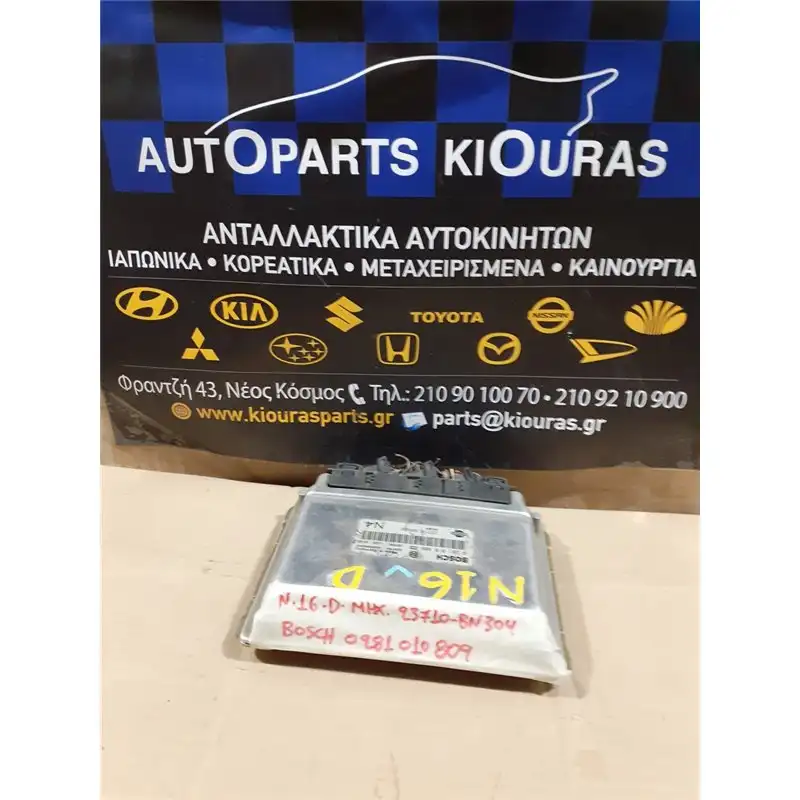 AUTOPARTS KIOURAS
ΑΝΤΑΛΛΑΚΤΙΚΑ ΑΥΤΟΚΙΝΗΤΩΝ
ΙΑΠΩΝΙΚΑ • ΚΟΡΕΑΤΙΚΑ • ΜΕΤΑΧΕΙΡΙΣΜΕΝΑ • ΚΑΙΝΟΥΡΓΙΑ
KIA
TOYOTA
NISSAN
Φραντζή 43, Νέος Κόσμος Τηλ.: 210 90 100 70 • 210 92 10 900
www.kiourasparts.gr parts@kiouras.gr
N4
BOSCH
N16 D
N.16.D. ΜΗΧ. 23710-BN304
BOSCH 0281 010 809